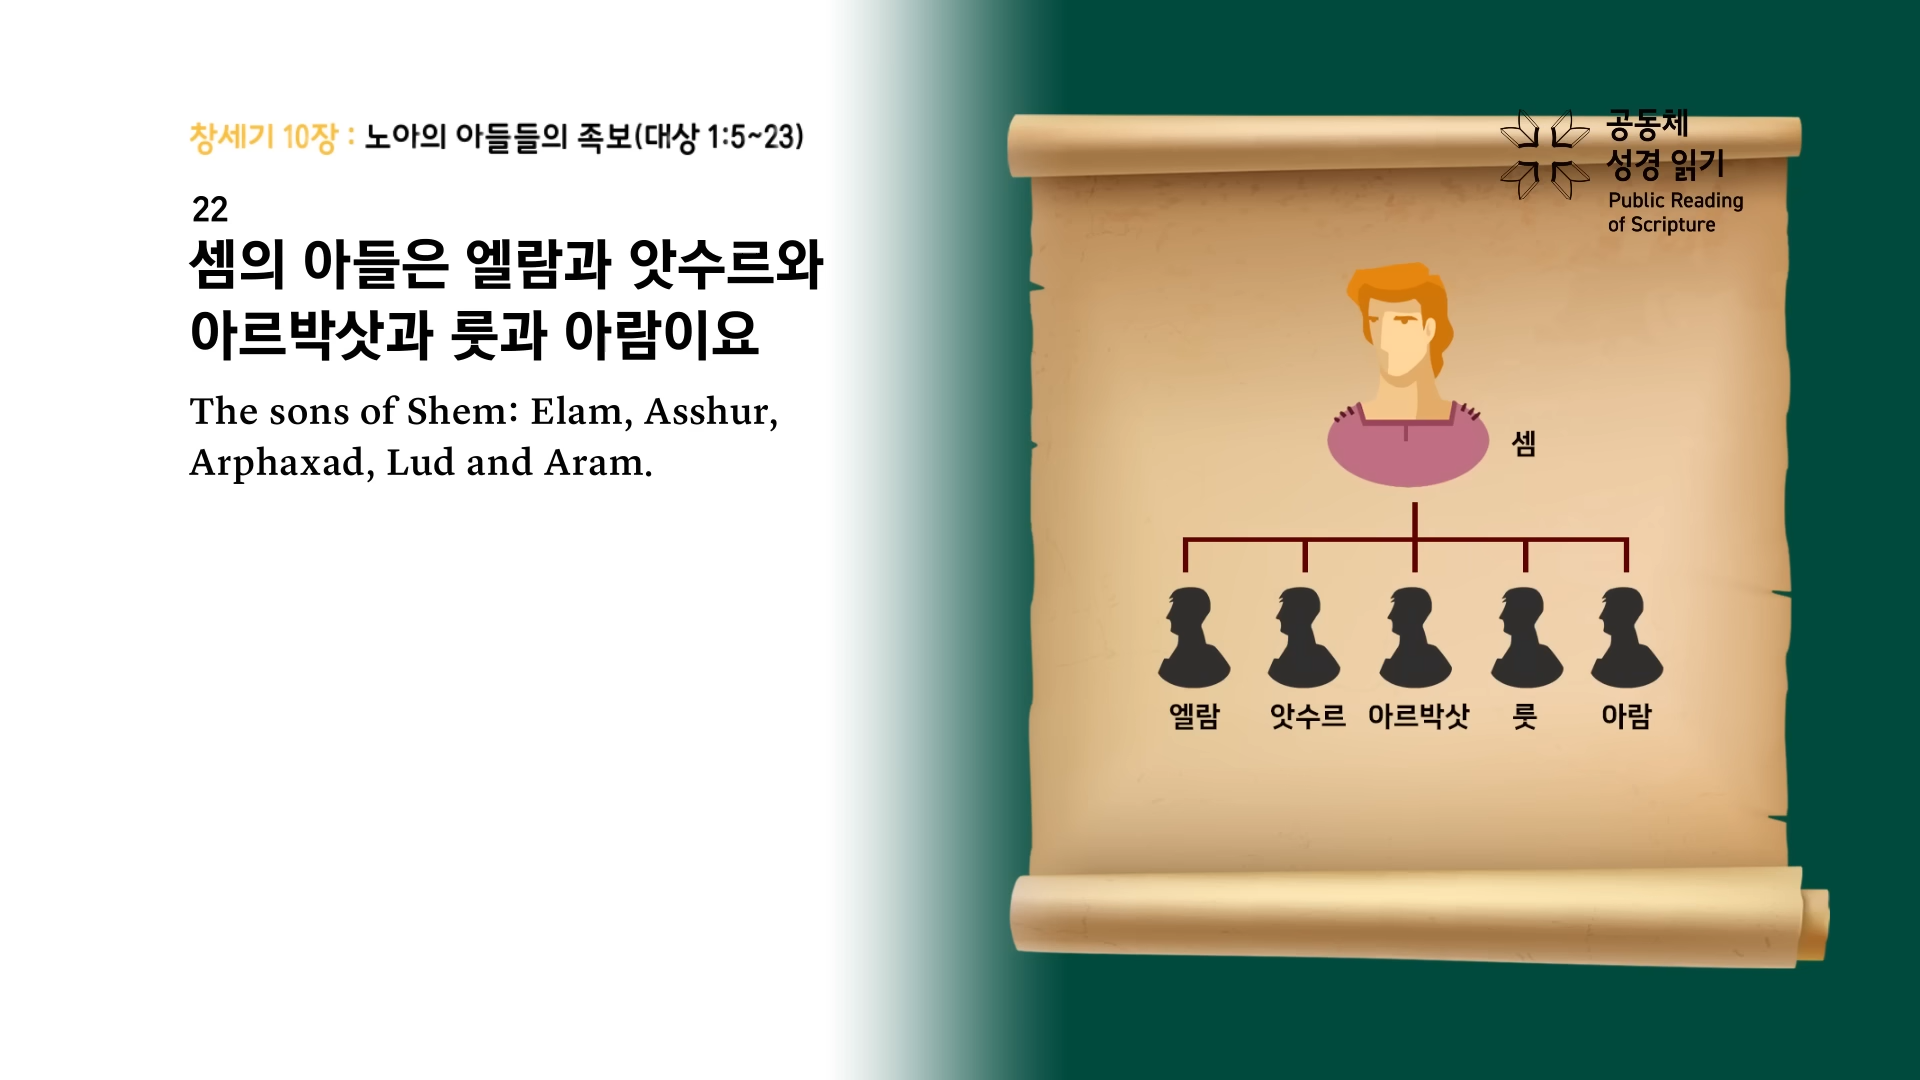 창세기 10장 : 노아의 아들들의 족보(대상 1:5~23)
22
셈의 아들은 엘람과 앗수르와
아르박삿과 룻과 아람이요
The sons of Shem: Elam, Asshur,
Arphaxad, Lud and Aram.
공동체
성경 읽기
Public Reading
of Scripture
셈
엘람 앗수르 아르박삿 룻 아람